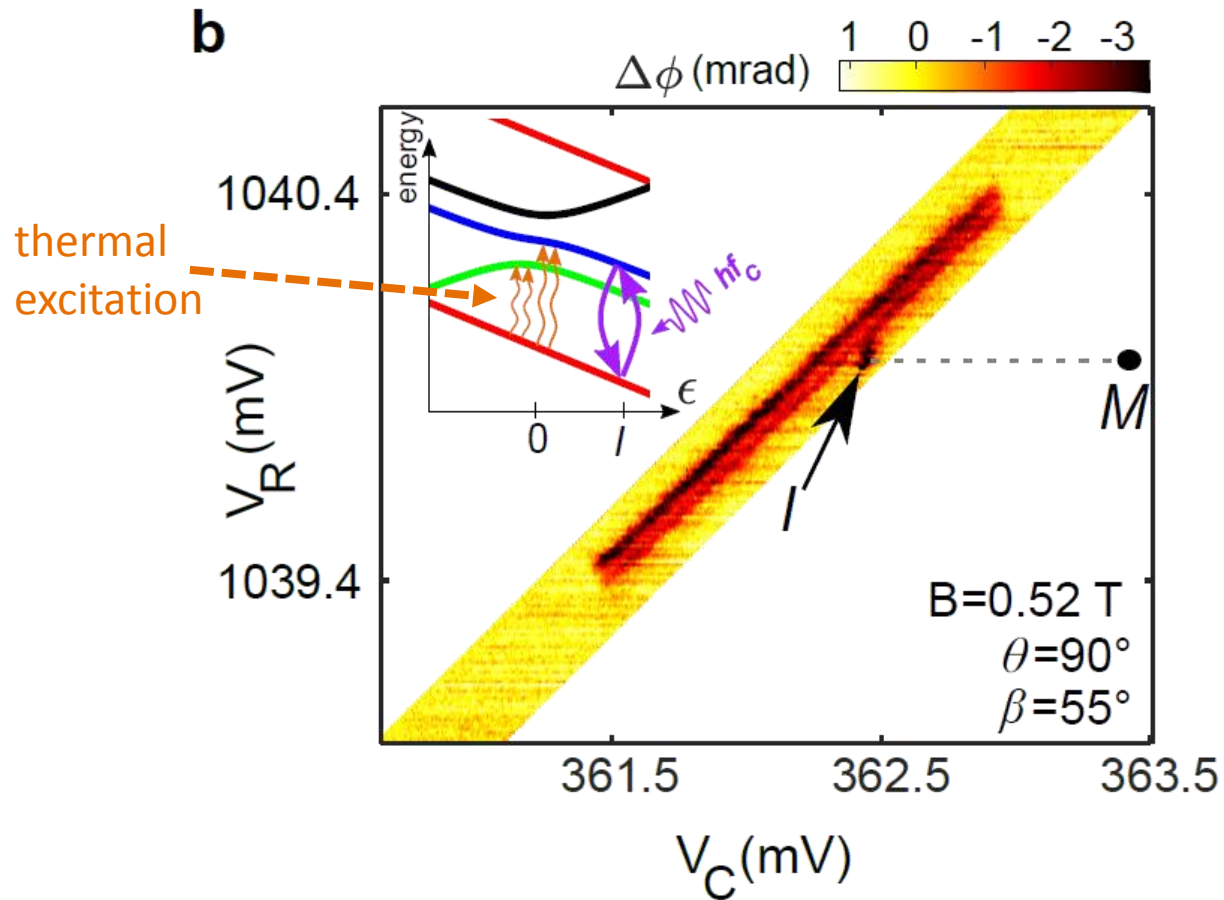 b
Δϕ (mrad)
1 0 -1 -2 -3
energy
thermal
excitation
hf_C
ϵ
0 I
V_R (mV)
1040.4
1039.4
I
M
B=0.52 T
θ=90°
β=55°
361.5 362.5 363.5
V_C (mV)